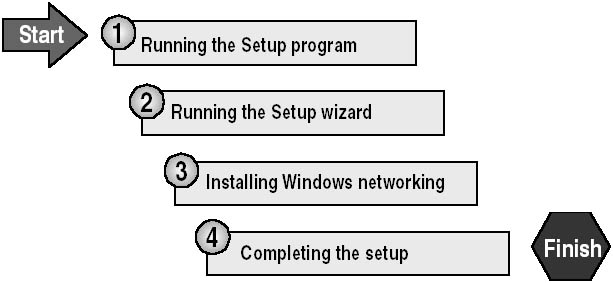 Start
1
Running the Setup program
2
Running the Setup wizard
3
Installing Windows networking
4
Completing the setup
Finish